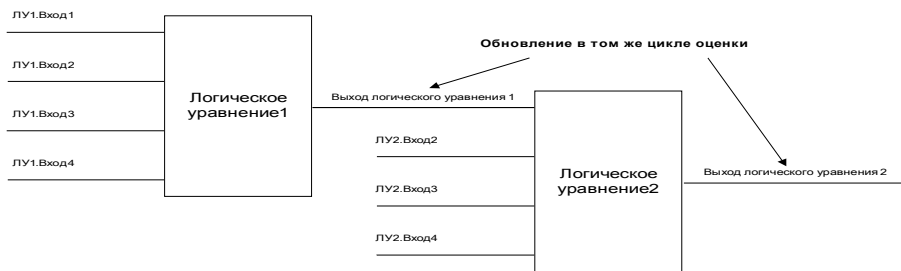 ЛУ1.Вход1
Обновление в том же цикле оценки
ЛУ1.Вход2
Логическое
уравнение1
Выход логического уравнения 1
ЛУ1.Вход3
ЛУ2.Вход2
ЛУ1.Вход4
Логическое
уравнение2
Выход логического уравнения 2
ЛУ2.Вход3
ЛУ2.Вход4